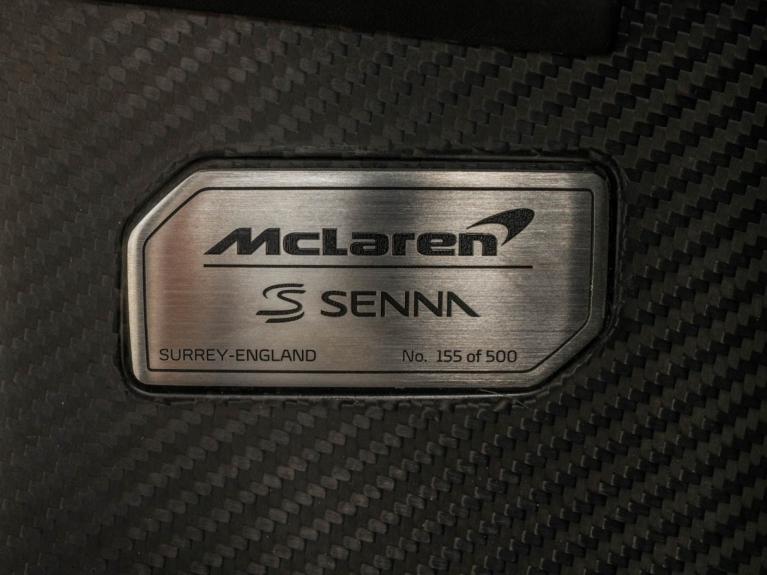 McLaren
S SENNA
SURREY-ENGLAND No. 155 of 500